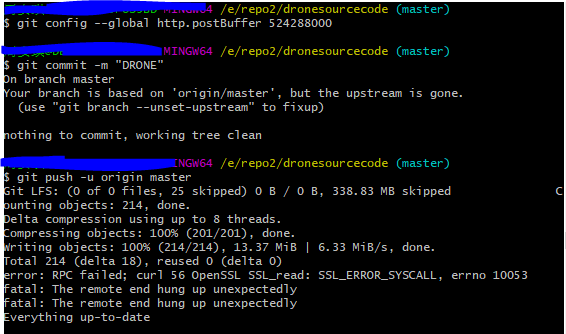 MINGW64 /e/repo2/dronesourcecode (master)
$ git config --global http.postBuffer 524288000
MINGW64 /e/repo2/dronesourcecode (master)
$ git commit -m "DRONE"
On branch master
Your branch is based on 'origin/master', but the upstream is gone.
(use "git branch --unset-upstream" to fixup)
nothing to commit, working tree clean
INGW64 /e/repo2/dronesourcecode (master)
$ git push -u origin master
Git LFS: (0 of 0 files, 25 skipped) 0 B / 0 B, 338.83 MB skipped C
ounting objects: 214, done.
Delta compression using up to 8 threads.
Compressing objects: 100% (201/201), done.
Writing objects: 100% (214/214), 13.37 MiB | 6.33 MiB/s, done.
Total 214 (delta 18), reused 0 (delta 0)
error: RPC failed; curl 56 OpenSSL SSL_read: SSL_ERROR_SYSCALL, errno 10053
fatal: The remote end hung up unexpectedly
fatal: The remote end hung up unexpectedly
Everything up-to-date